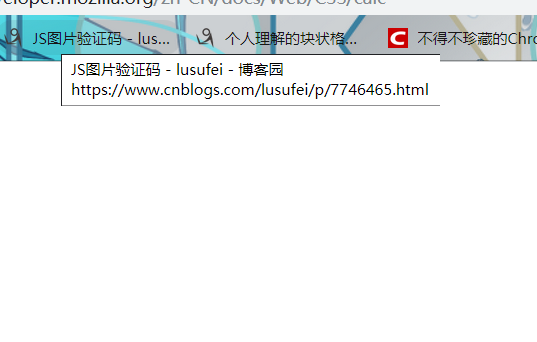 eloper.mozilla.org/zh-CN/docs/Web/CSS/calc
JS图片验证码 - lus...
个人理解的块状格...
不得不珍藏的Chro
JS图片验证码 - lusufei - 博客园
https://www.cnblogs.com/lusufei/p/7746465.html